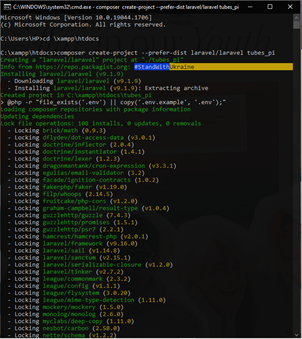 C:\WINDOWS\system32\cmd.exe - composer create-project --prefer-dist laravel/laravel tubes_pi
Microsoft Windows [Version 10.0.19044.1706]
(c) Microsoft Corporation. All rights reserved.
C:\Users\HP>cd \xampp\htdocs
C:\xampp\htdocs>composer create-project --prefer-dist laravel/laravel tubes_pi
Creating a "laravel/laravel" project at "./tubes_pi"
Info from https://repo.packagist.org: #StandWithUkraine
Installing laravel/laravel (v9.1.9)
- Downloading laravel/laravel (v9.1.9)
- Installing laravel/laravel (v9.1.9): Extracting archive
Created project in C:\xampp\htdocs\tubes_pi
> @php -r "file_exists('.env') || copy('.env.example', '.env');"
Loading composer repositories with package information
Updating dependencies
Lock file operations: 108 installs, 0 updates, 0 removals
- Locking brick/math (0.9.3)
- Locking dflydev/dot-access-data (v3.0.1)
- Locking doctrine/inflector (2.0.4)
- Locking doctrine/instantiator (1.4.1)
- Locking doctrine/lexer (1.2.3)
- Locking dragonmantank/cron-expression (v3.3.1)
- Locking egulias/email-validator (3.2)
- Locking facade/ignition-contracts (1.0.2)
- Locking fakerphp/faker (v1.19.0)
- Locking filp/whoops (2.14.5)
- Locking fruitcake/php-cors (v1.2.0)
- Locking graham-campbell/result-type (v1.0.4)
- Locking guzzlehttp/guzzle (7.4.3)
- Locking guzzlehttp/promises (1.5.1)
- Locking guzzlehttp/psr7 (2.2.1)
- Locking hamcrest/hamcrest-php (v2.0.1)
- Locking laravel/framework (v9.16.0)
- Locking laravel/sail (v1.14.8)
- Locking laravel/sanctum (v2.15.1)
- Locking laravel/serializable-closure (v1.2.0)
- Locking laravel/tinker (v2.7.2)
- Locking league/commonmark (2.3.2)
- Locking league/config (v1.1.1)
- Locking league/flysystem (3.0.20)
- Locking league/mime-type-detection (1.11.0)
- Locking mockery/mockery (1.5.0)
- Locking monolog/monolog (2.6.0)
- Locking myclabs/deep-copy (1.11.0)
- Locking nesbot/carbon (2.58.0)
- Locking nette/schema (v1.2.2)